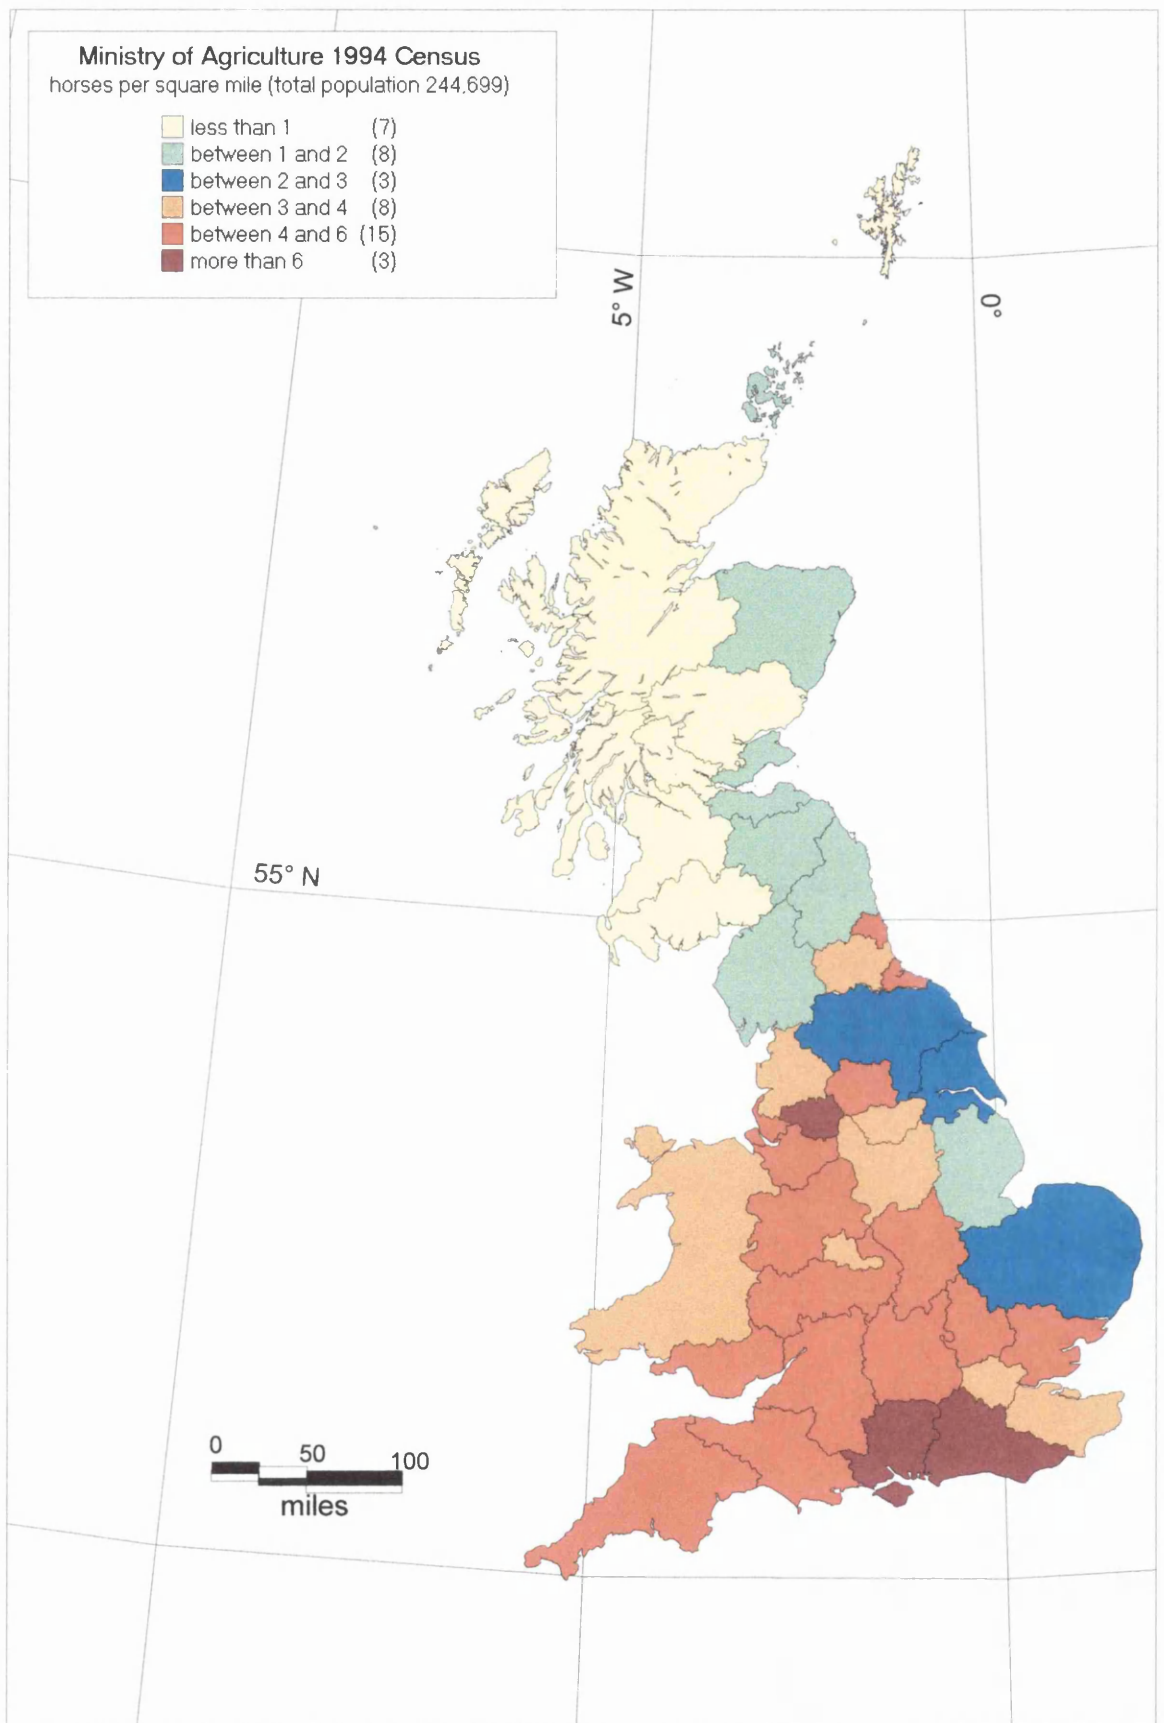 Ministry of Agriculture 1994 Census
horses per square mile (total population 244,699)
less than 1 (7)
between 1 and 2 (8)
between 2 and 3 (3)
between 3 and 4 (8)
between 4 and 6 (15)
more than 6 (3)
5° W
0°
55° N
0 50 100
miles